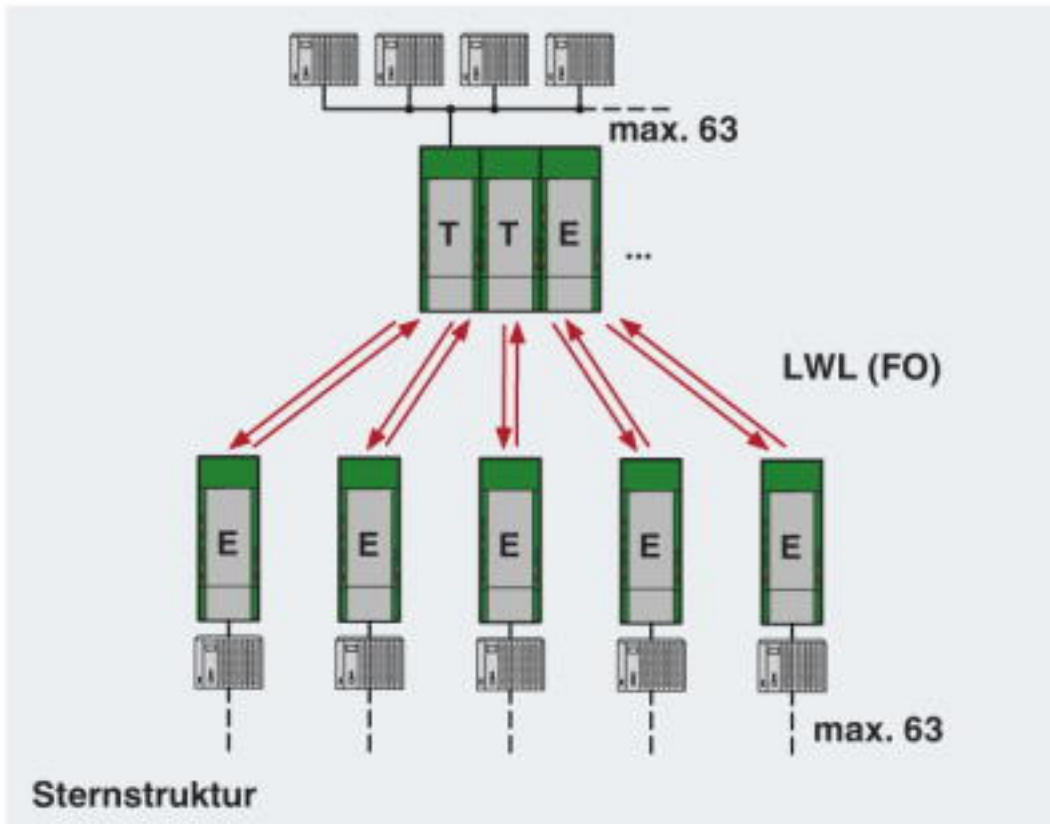 max. 63
T T E ...
LWL (FO)
E E E E E
max. 63
Sternstruktur